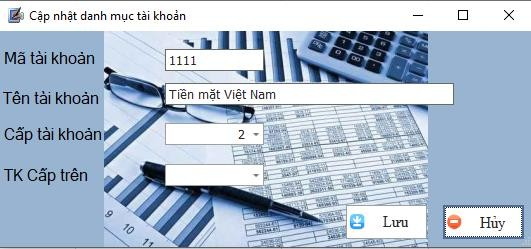 Cập nhật danh mục tài khoản
Mã tài khoản 1111
Tên tài khoản Tiền mặt Việt Nam
Cấp tài khoản 2
TK Cấp trên
Lưu Hủy